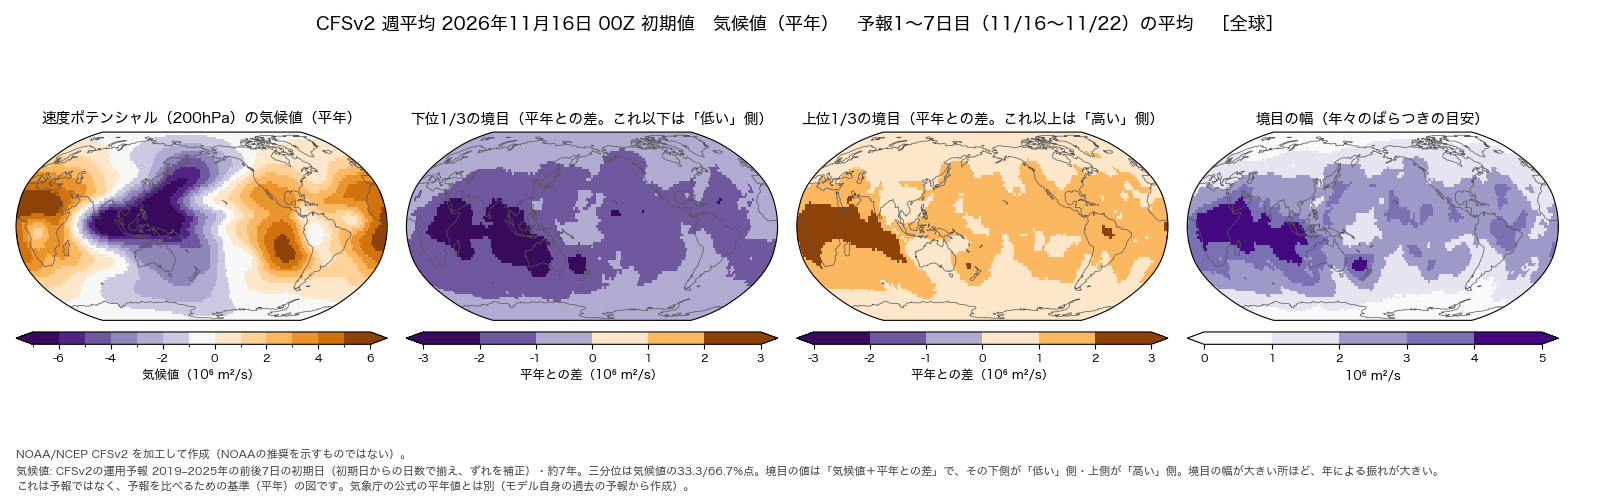 CFSv2 週平均 2026年11月16日 00Z 初期値　気候値（平年）　予報1〜7日目（11/16〜11/22）の平均　［全球］
速度ポテンシャル（200hPa）の気候値（平年）
下位1/3の境目（平年との差。これ以下は「低い」側）
上位1/3の境目（平年との差。これ以上は「高い」側）
境目の幅（年々のばらつきの目安）
-6 -4 -2 0 2 4 6
-3 -2 -1 0 1 2 3
-3 -2 -1 0 1 2 3
0 1 2 3 4 5
気候値（10⁶ m²/s）
平年との差（10⁶ m²/s）
平年との差（10⁶ m²/s）
10⁶ m²/s
NOAA/NCEP CFSv2 を加工して作成（NOAAの推奨を示すものではない）。
気候値: CFSv2の運用予報 2019–2025年の前後7日の初期日（初期日からの日数で揃え、ずれを補正）・約7年。三分位は気候値の33.3/66.7%点。境目の値は「気候値＋平年との差」で、その下側が「低い」側・上側が「高い」側。境目の幅が大きい所ほど、年による振れが大きい。
これは予報ではなく、予報を比べるための基準（平年）の図です。気象庁の公式の平年値とは別（モデル自身の過去の予報から作成）。